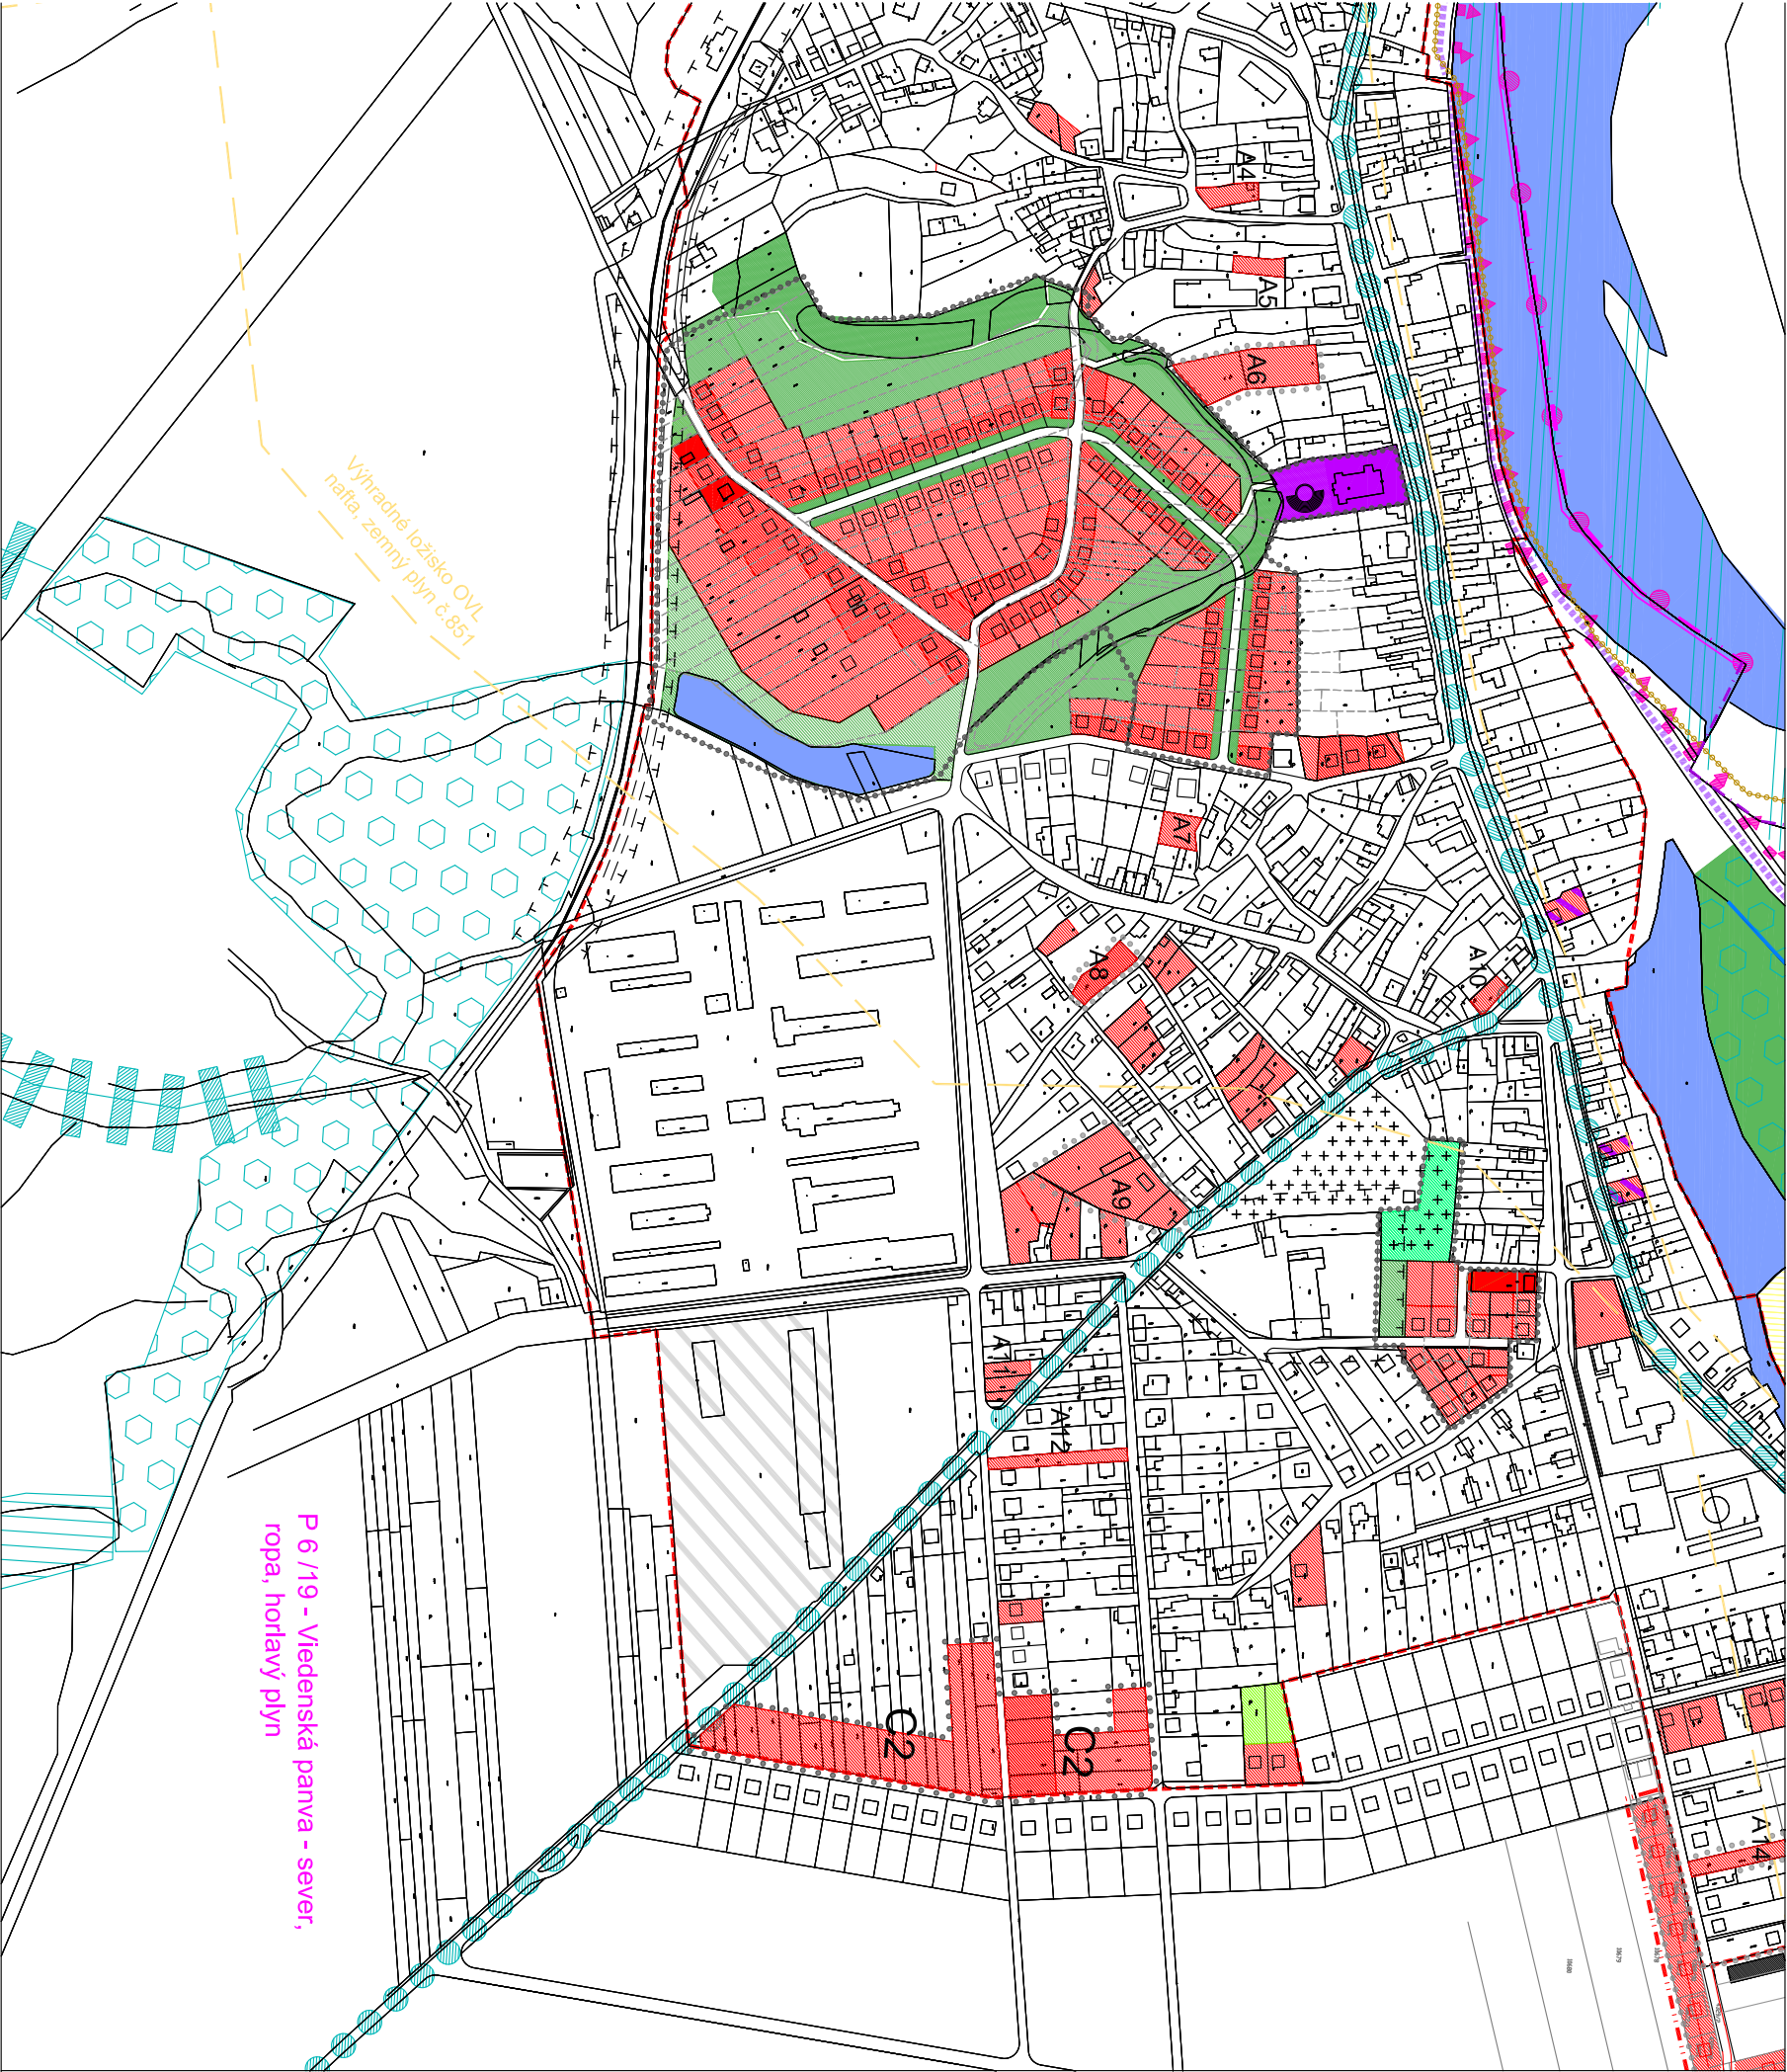 A4
A5
A6
Výhradné ložisko OVL
nafta, zemný plyn č.851
A7
A8
A10
A9
A11
A12
P 6 /19 - Viedenská panva - sever,
ropa, horlavý plyn
C2
C2
A14